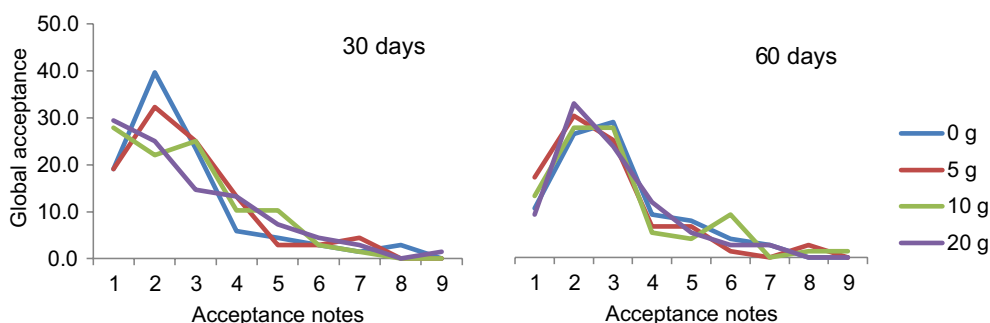 50.0
40.0
30.0
20.0
10.0
0.0
Global acceptance
30 days
1 2 3 4 5 6 7 8 9
Acceptance notes
60 days
1 2 3 4 5 6 7 8 9
Acceptance notes
0 g
5 g
10 g
20 g